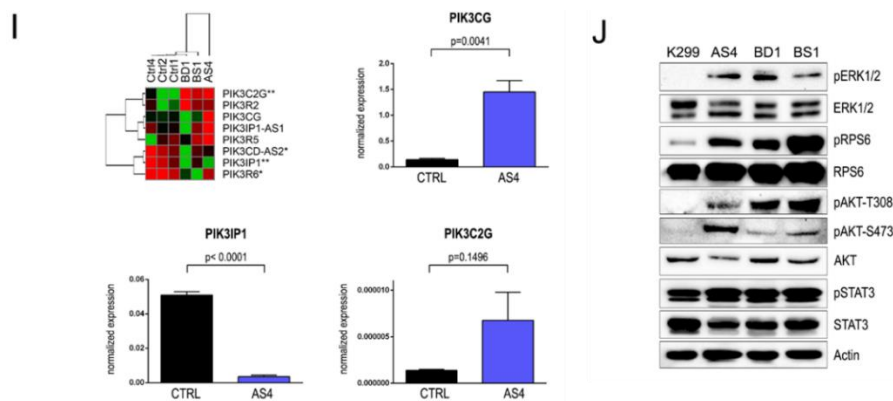 I
Ctrl4 Ctrl2 Ctrl1 BD1 BS1 AS4
PIK3C2G**
PIK3R2
PIK3CG
PIK3IP1-AS1
PIK3R5
PIK3CD-AS2*
PIK3IP1**
PIK3R6*
PIK3CG
p=0.0041
normalized expression
2.0
1.5
1.0
0.5
0.0
CTRL AS4
PIK3IP1
p< 0.0001
normalized expression
0.06
0.04
0.02
0.00
CTRL AS4
PIK3C2G
p=0.1496
normalized expression
0.000010
0.000005
0.000000
CTRL AS4
J
K299 AS4 BD1 BS1
pERK1/2
ERK1/2
pRPS6
RPS6
pAKT-T308
pAKT-S473
AKT
pSTAT3
STAT3
Actin